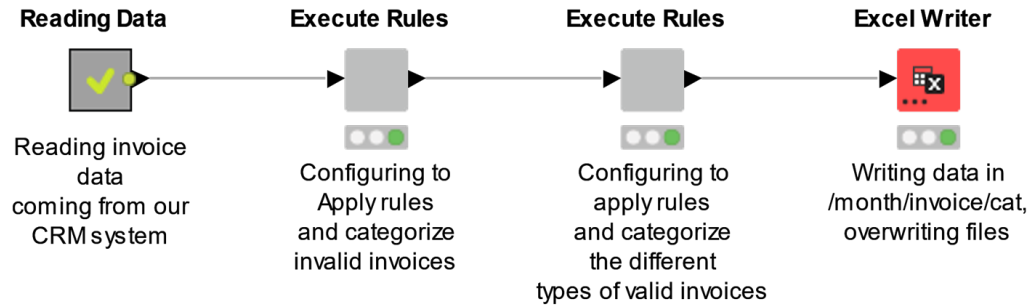 Reading Data
Execute Rules
Execute Rules
Excel Writer
Reading invoice
data
coming from our
CRM system
Configuring to
Apply rules
and categorize
invalid invoices
Configuring to
apply rules
and categorize
the different
types of valid invoices
Writing data in
/month/invoice/cat,
overwriting files